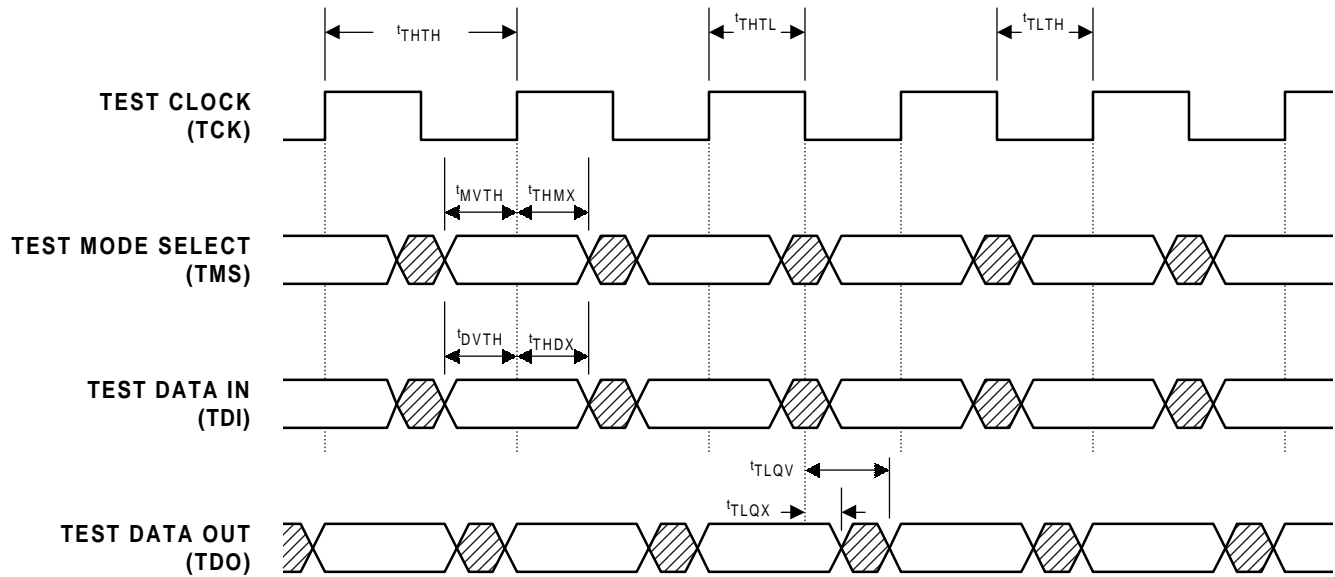 tTHTH
tTHTL
tTLTH
TEST CLOCK
(TCK)
tMVTH
tTHMX
TEST MODE SELECT
(TMS)
tDVTH
tTHDX
TEST DATA IN
(TDI)
tTLQV
tTLQX
TEST DATA OUT
(TDO)